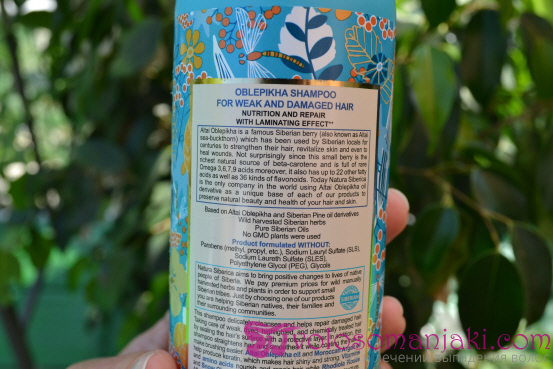 OBLEPIKHA SHAMPOO
FOR WEAK AND DAMAGED HAIR
NUTRITION AND REPAIR
WITH LAMINATING EFFECT**
Altai Oblepikha is a famous Siberian berry (also known as Altai
sea-buckthorn) which has been used by Siberian locals for
centuries to strengthen their hair, revitalize skin and even to
heal wounds. Not surprisingly since this small berry is the
richest natural source of beta-carotene and is full of rare
Omega 3,6,7,9 acids moreover, it also has up to 22 other fatty
acids as well as 36 kinds of flavonoids. Today Natura Siberica
is the only company in the world using Altai Oblepikha oil
derivative as a unique base of each of our products to
preserve natural beauty and health of your hair and skin.
Based on Altai Oblepikha and Siberian Pine oil derivatives
Wild harvested Siberian herbs
Pure Siberian Oils
No GMO plants were used
Product formulated WITHOUT:
Parabens (methyl, propyl, etc.), Sodium Lauryl Sulfate (SLS),
Sodium Laureth Sulfate (SLES),
Polyethylene Glycol (PEG), Glycols
Natura Siberica aims to bring positive changes to lives of native
people of Siberia. We pay premium prices for wild manually
harvested herbs and plants in order to support small
Siberian tribes. Just by choosing one of our products
you are helping Siberian natives, their families and
their surrounding communities.
This shampoo delicately cleanses and helps repair damaged hair